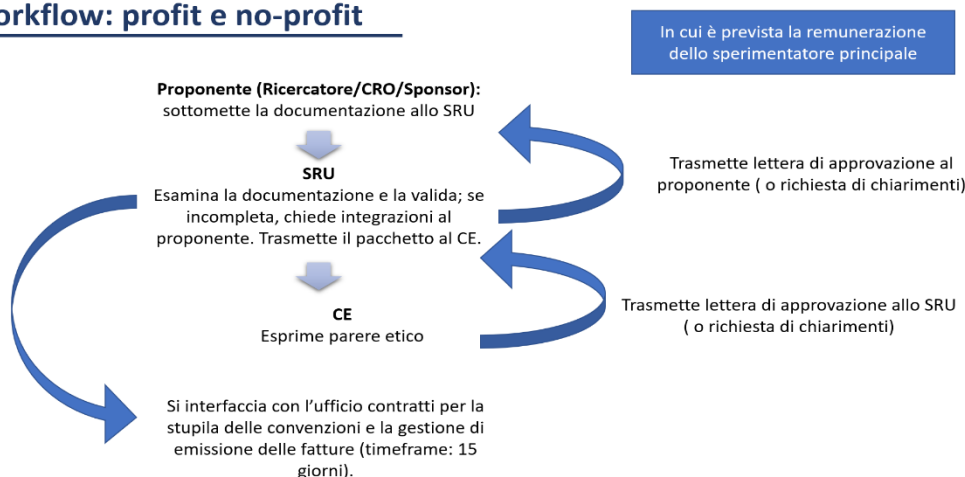 orkflow: profit e no-profit
In cui è prevista la remunerazione
dello sperimentatore principale
Proponente (Ricercatore/CRO/Sponsor):
sottomette la documentazione allo SRU
SRU
Esamina la documentazione e la valida; se
incompleta, chiede integrazioni al
proponente. Trasmette il pacchetto al CE.
Trasmette lettera di approvazione al
proponente ( o richiesta di chiarimenti)
CE
Esprime parere etico
Trasmette lettera di approvazione allo SRU
( o richiesta di chiarimenti)
Si interfaccia con l’ufficio contratti per la
stupila delle convenzioni e la gestione di
emissione delle fatture (timeframe: 15
giorni).